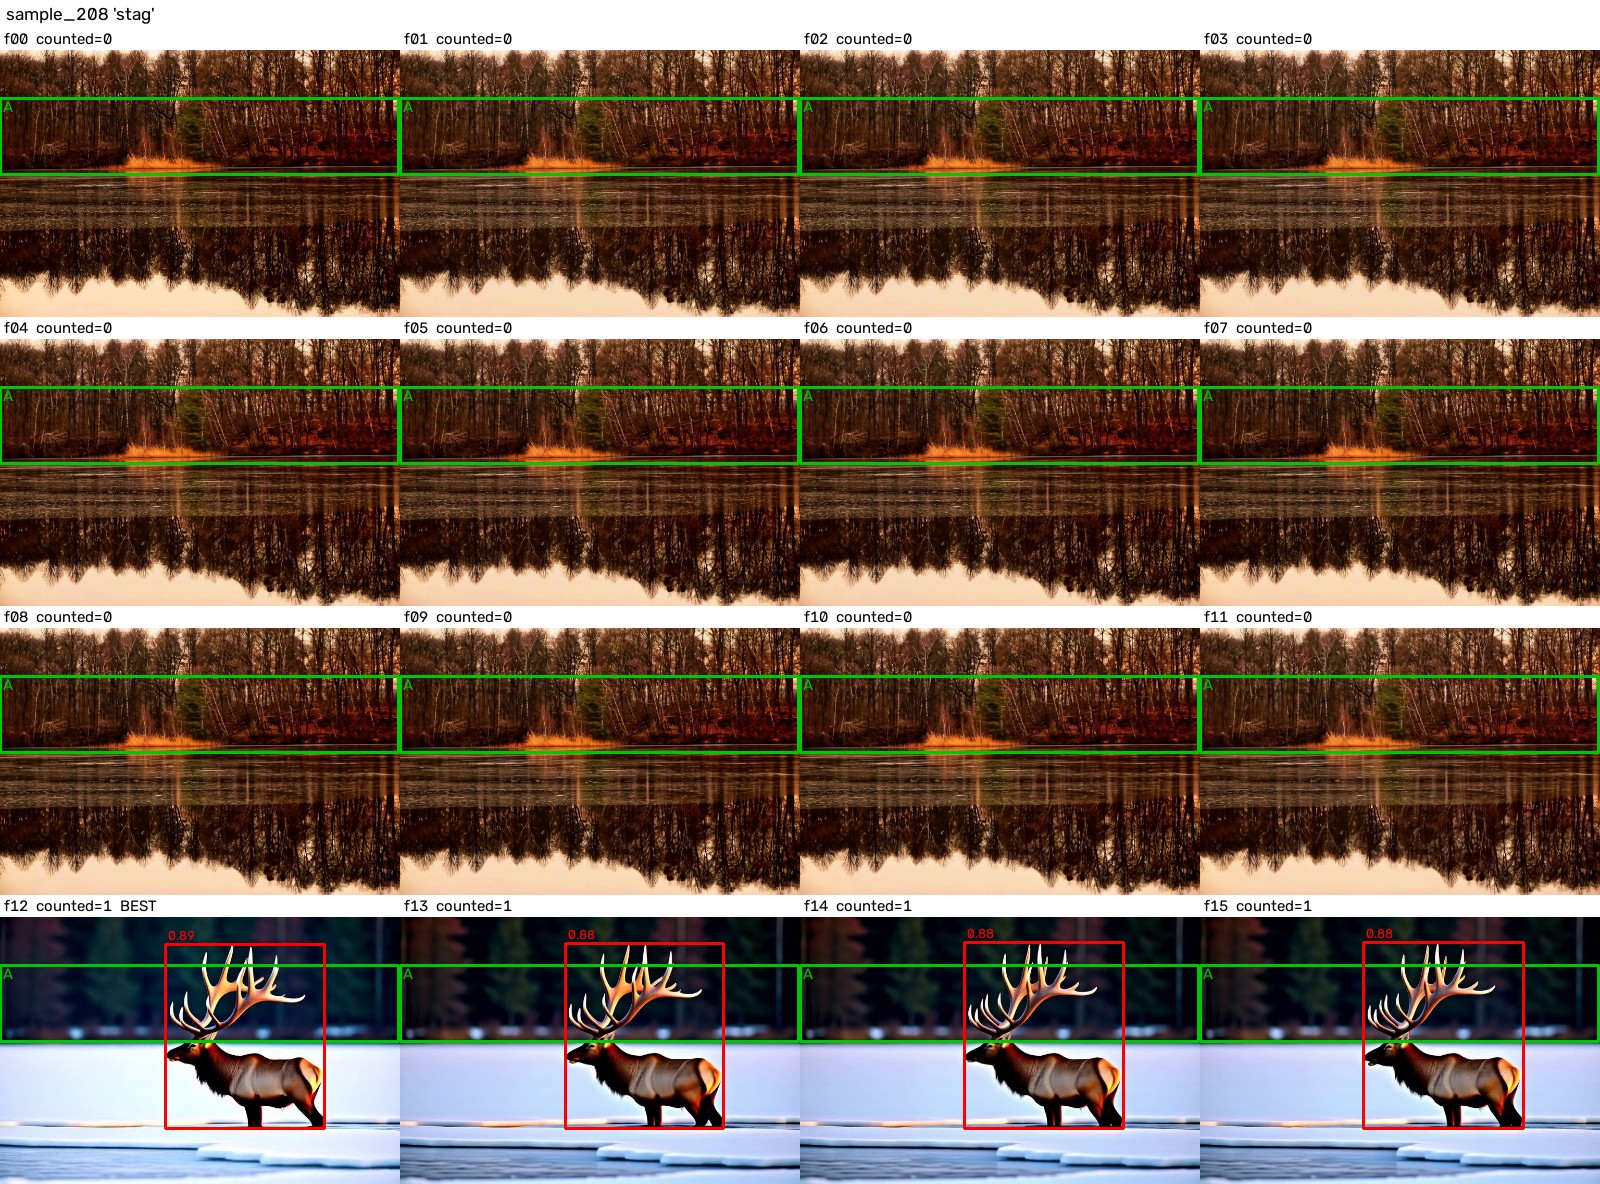 sample_208 'stag'
f00 counted=0
f01 counted=0
f02 counted=0
f03 counted=0
A
A
A
A
f04 counted=0
f05 counted=0
f06 counted=0
f07 counted=0
A
A
A
A
f08 counted=0
f09 counted=0
f10 counted=0
f11 counted=0
A
A
A
A
f12 counted=1 BEST
f13 counted=1
f14 counted=1
f15 counted=1
0.89
0.88
0.88
0.88
A
A
A
A